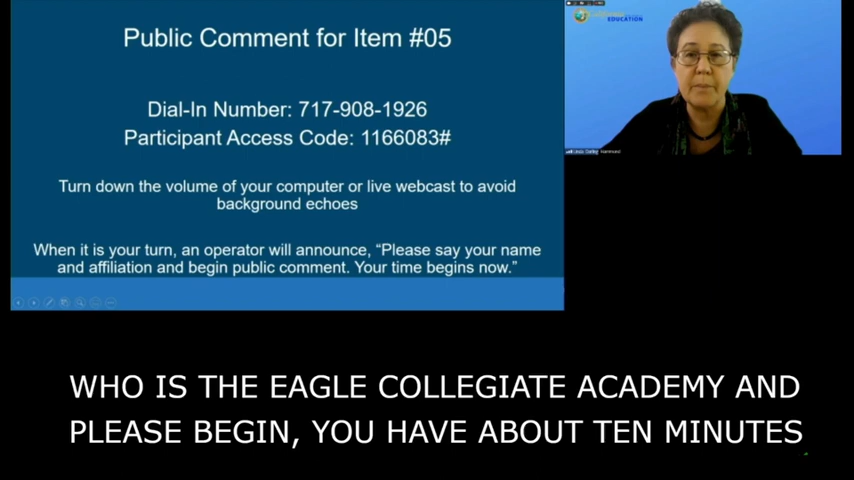 Public Comment for Item #05
Dial-In Number: 717-908-1926
Participant Access Code: 1166083#
Turn down the volume of your computer or live webcast to avoid
background echoes
When it is your turn, an operator will announce, “Please say your name
and affiliation and begin public comment. Your time begins now.”
EDUCATION
Linda Darling Hammond
WHO IS THE EAGLE COLLEGIATE ACADEMY AND
PLEASE BEGIN, YOU HAVE ABOUT TEN MINUTES